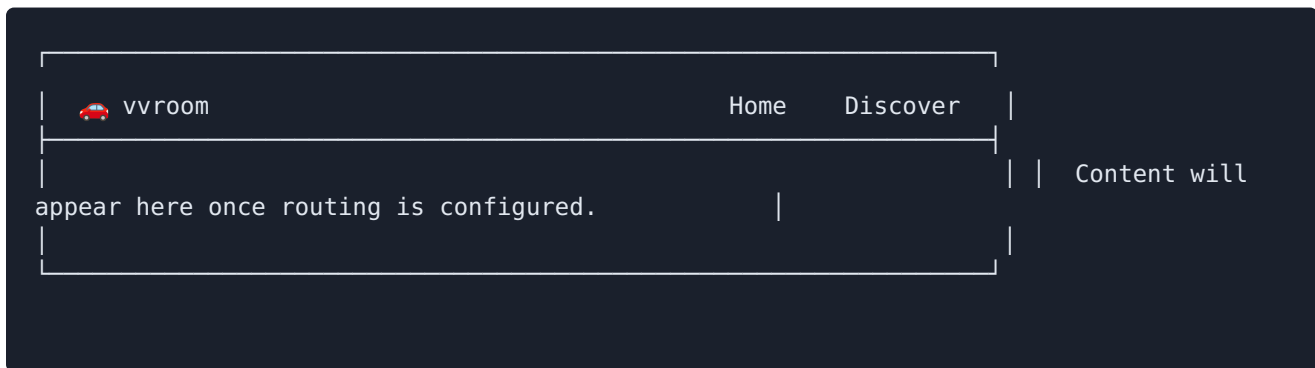 🚗 vvroom Home Discover
Content will
appear here once routing is configured.